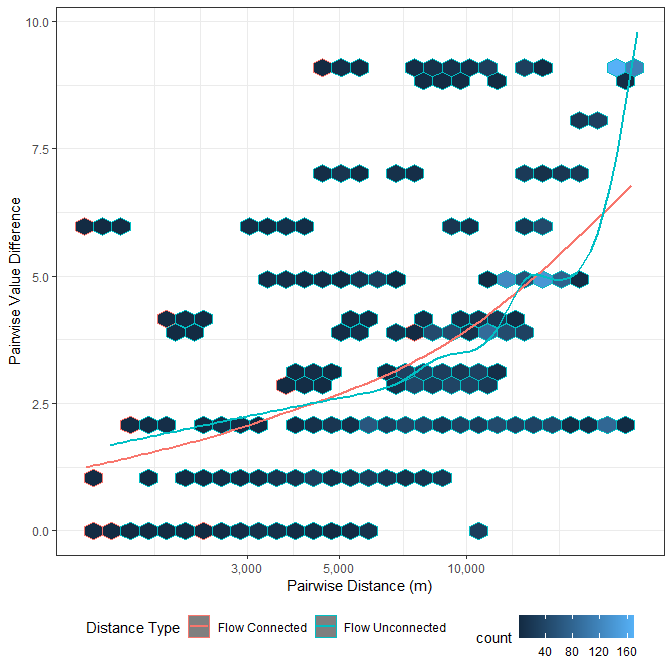 10.0
7.5
5.0
2.5
0.0
Pairwise Value Difference
3,000 5,000 10,000
Pairwise Distance (m)
Distance Type Flow Connected Flow Unconnected count
40 80 120 160